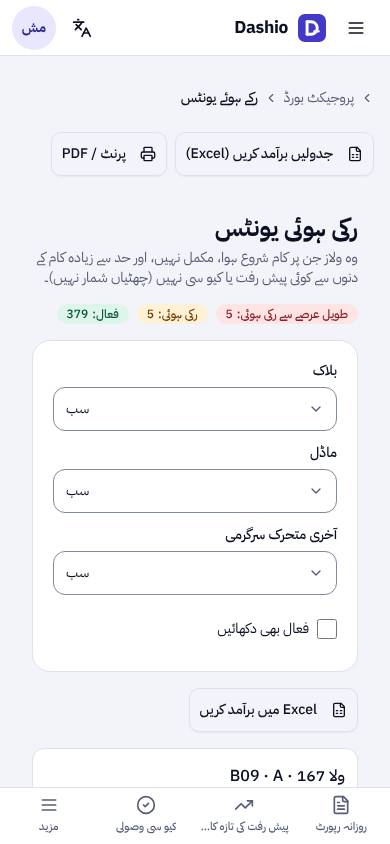 Dashio
مش
پروجیکٹ بورڈ
رکے ہوئے یونٹس
جدولیں برآمد کریں (Excel)
پرنٹ / PDF
رکی ہوئی یونٹس
وہ ولاز جن پر کام شروع ہوا، مکمل نہیں، اور حد سے زیادہ کام کے
دنوں سے کوئی پیش رفت یا کیو سی نہیں (چھٹیاں شمار نہیں)۔
طویل عرصے سے رکی ہوئی: 5
رکی ہوئی: 5
فعال: 379
بلاک
سب
ماڈل
سب
آخری متحرک سرگرمی
سب
فعال بھی دکھائیں
Excel میں برآمد کریں
ولا 167 · B09 · A
روزانہ رپورٹ
پیش رفت کی تازہ کا...
کیو سی وصولی
مزید